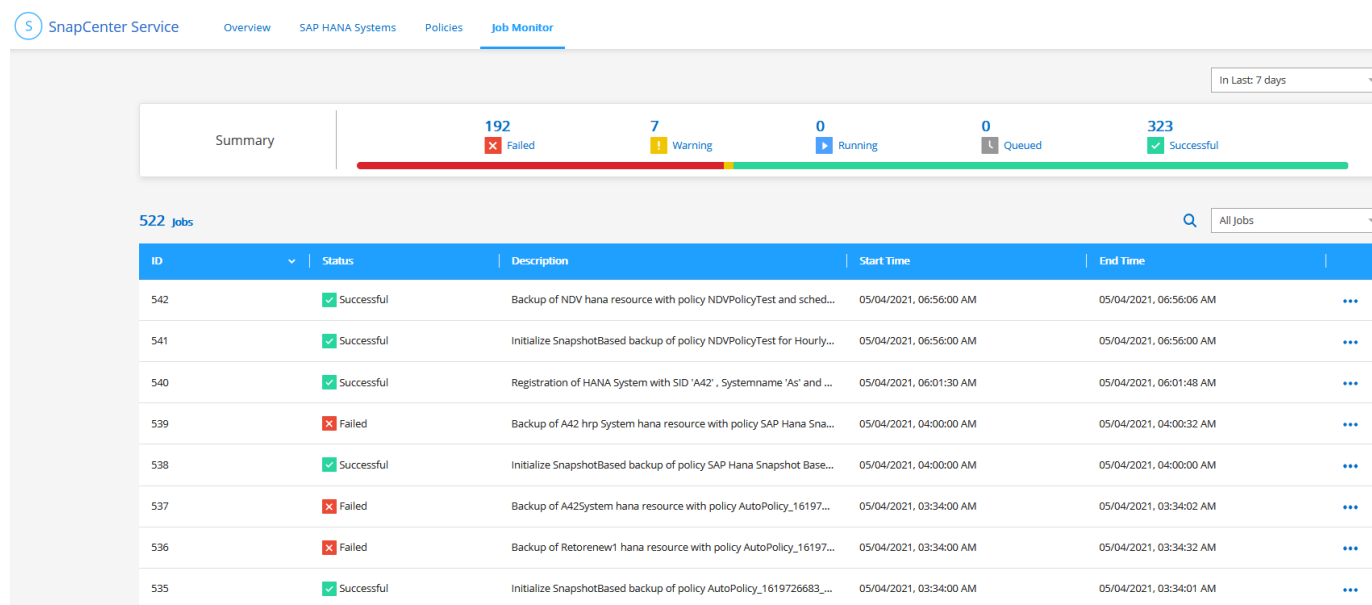 S SnapCenter Service Overview SAP HANA Systems Policies Job Monitor
In Last: 7 days
Summary
192 7 0 0 323
Failed Warning Running Queued Successful
522 Jobs All Jobs
ID Status Description Start Time End Time
542 Successful Backup of NDV hana resource with policy NDVPolicyTest and sched... 05/04/2021, 06:56:00 AM 05/04/2021, 06:56:06 AM
541 Successful Initialize SnapshotBased backup of policy NDVPolicyTest for Hourly... 05/04/2021, 06:56:00 AM 05/04/2021, 06:56:00 AM
540 Successful Registration of HANA System with SID 'A42' , Systemname 'As' and ... 05/04/2021, 06:01:30 AM 05/04/2021, 06:01:48 AM
539 Failed Backup of A42 hrp System hana resource with policy SAP Hana Sna... 05/04/2021, 04:00:00 AM 05/04/2021, 04:00:32 AM
538 Successful Initialize SnapshotBased backup of policy SAP Hana Snapshot Base... 05/04/2021, 04:00:00 AM 05/04/2021, 04:00:00 AM
537 Failed Backup of A42System hana resource with policy AutoPolicy_16197... 05/04/2021, 03:34:00 AM 05/04/2021, 03:34:02 AM
536 Failed Backup of Retorenew1 hana resource with policy AutoPolicy_16197... 05/04/2021, 03:34:00 AM 05/04/2021, 03:34:32 AM
535 Successful Initialize SnapshotBased backup of policy AutoPolicy_1619726683_... 05/04/2021, 03:34:00 AM 05/04/2021, 03:34:01 AM